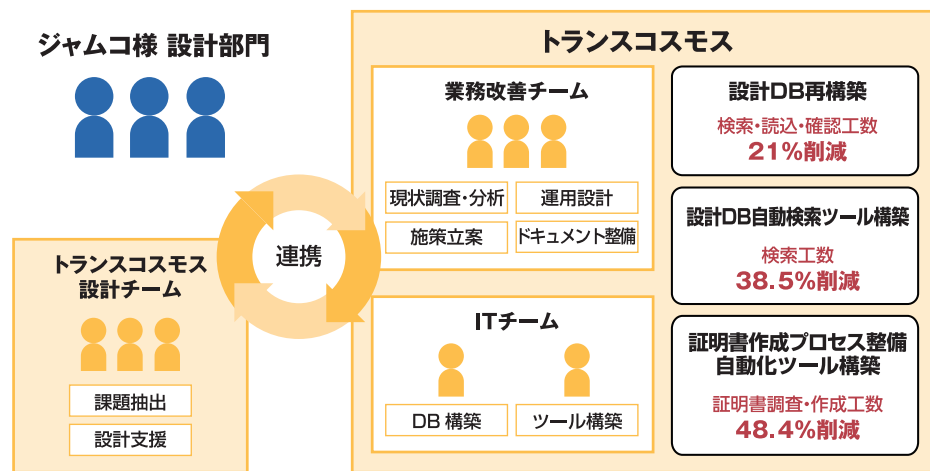 ジャムコ様 設計部門
トランスコスモス
業務改善チーム
現状調査・分析
運用設計
施策立案
ドキュメント整備
設計DB再構築
検索・読込・確認工数
21%削減
設計DB自動検索ツール構築
検索工数
38.5%削減
連携
トランスコスモス
設計チーム
課題抽出
設計支援
ITチーム
DB 構築
ツール構築
証明書作成プロセス整備
自動化ツール構築
証明書調査・作成工数
48.4%削減